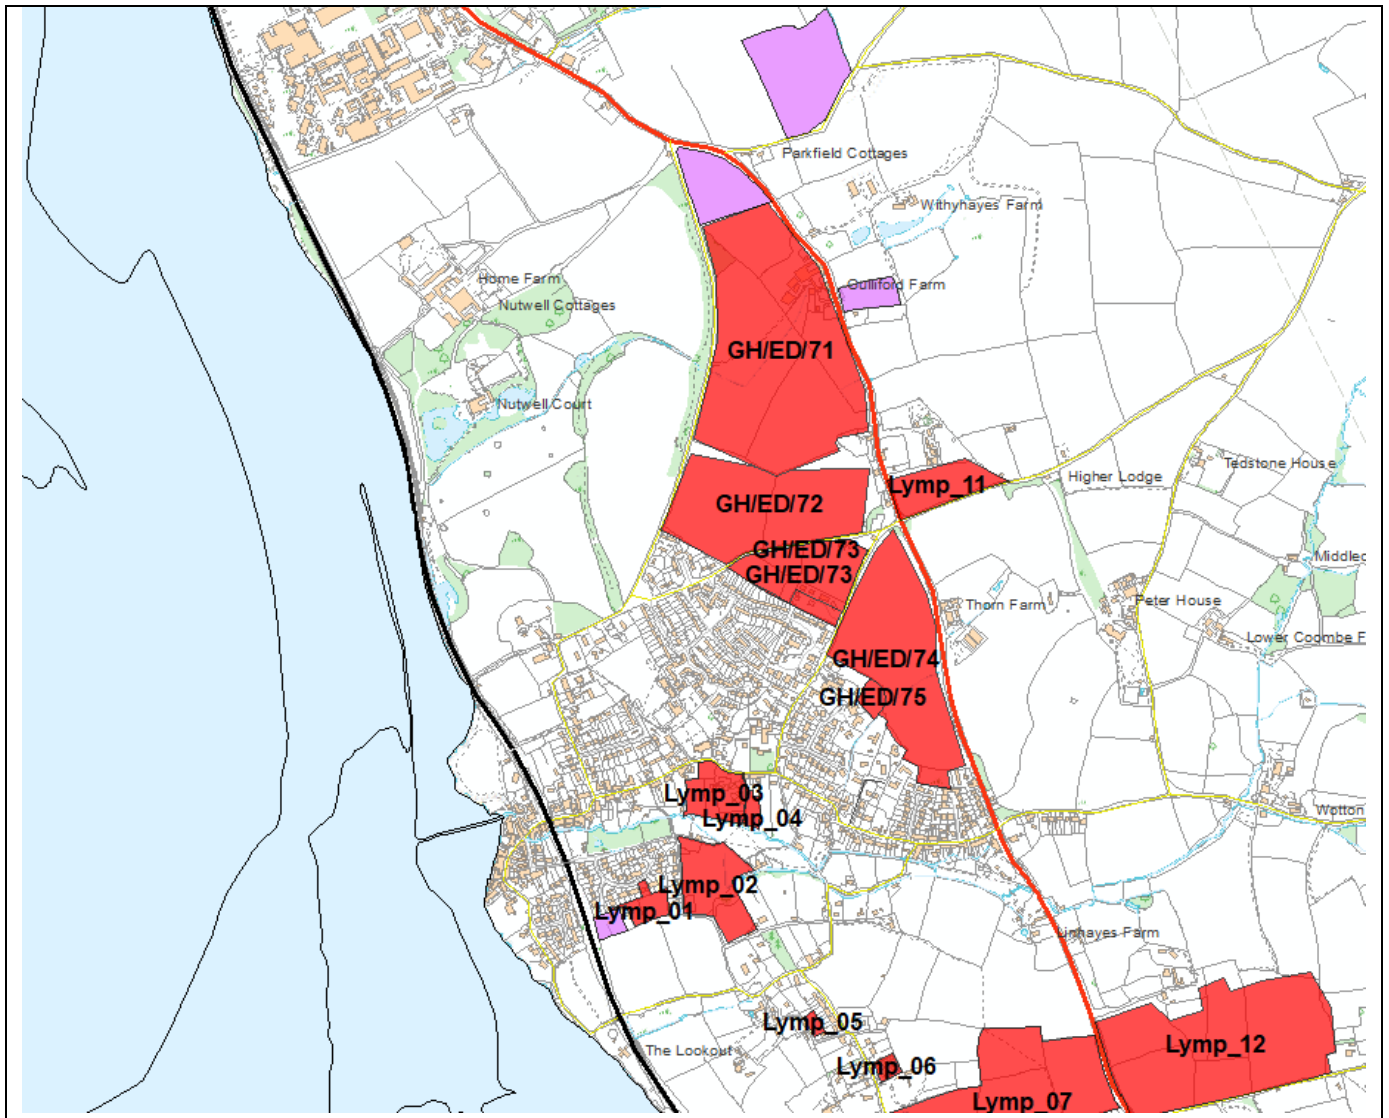 Parkfield Cottages
Withyhayes Farm
Home Farm
Gulliford Farm
Nutwell Cottages
GH/ED/71
Nutwell Court
Tedstone House
Higher Lodge
Lymp_11
GH/ED/72
GH/ED/73
Middlec
GH/ED/73
Peter House
Thorn Farm
Lower Coombe F
GH/ED/74
GH/ED/75
Lymp_03
Wotton
Lymp_04
Lymp_02
Lymp_01
Linhayes Farm
Lymp_05
Lymp_12
The Lookout
Lymp_06
Lymp_07